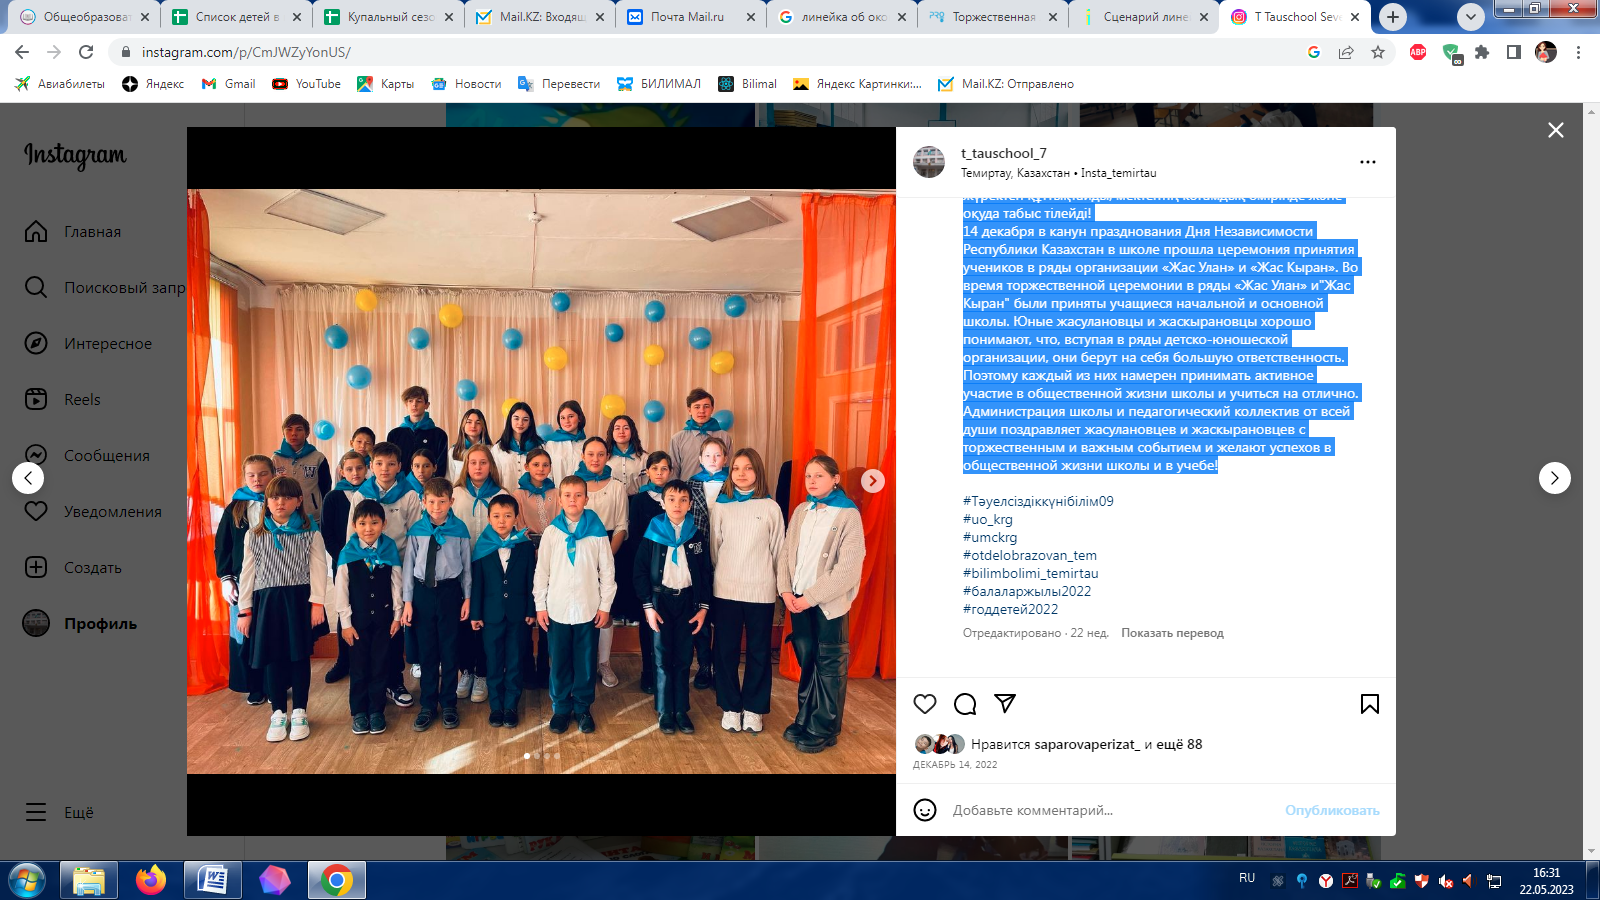 Общеобразоват
Список детей в
Купальный сезо
Mail.KZ: Входящ
Почта Mail.ru
линейка об око
Торжественная
Сценарий лине
T Tauschool Seve
instagram.com/p/CmJWZyYonUS/
Авиабилеты
Яндекс
Gmail
YouTube
Карты
Новости
Перевести
БИЛИМАЛ
Bilimal
Яндекс Картинки:...
Mail.KZ: Отправлено
Instagram
Главная
Поисковый запр
Интересное
Reels
Сообщения
Уведомления
Создать
Профиль
Ещё
t_tauschool_7
Темиртау, Казахстан • Insta_temirtau
оқуда табыс тілейді!
14 декабря в канун празднования Дня Независимости
Республики Казахстан в школе прошла церемония принятия
учеников в ряды организации «Жас Улан» и «Жас Кыран». Во
время торжественной церемонии в ряды «Жас Улан» и"Жас
Кыран" были приняты учащиеся начальной и основной
школы. Юные жасулановцы и жаскырановцы хорошо
понимают, что, вступая в ряды детско-юношеской
организации, они берут на себя большую ответственность.
Поэтому каждый из них намерен принимать активное
участие в общественной жизни школы и учиться на отлично.
Администрация школы и педагогический коллектив от всей
души поздравляет жасулановцев и жаскырановцев с
торжественным и важным событием и желают успехов в
общественной жизни школы и в учебе!
#Тәуелсіздіккүнібілім09
#uo_krg
#umckrg
#otdelobrazovan_tem
#bilimbolimi_temirtau
#балаларжылы2022
#годдетей2022
Отредактировано · 22 нед. Показать перевод
Нравится saparovaperizat_ и ещё 88
ДЕКАБРЬ 14, 2022
Добавьте комментарий...
Опубликовать
RU
16:31
22.05.2023